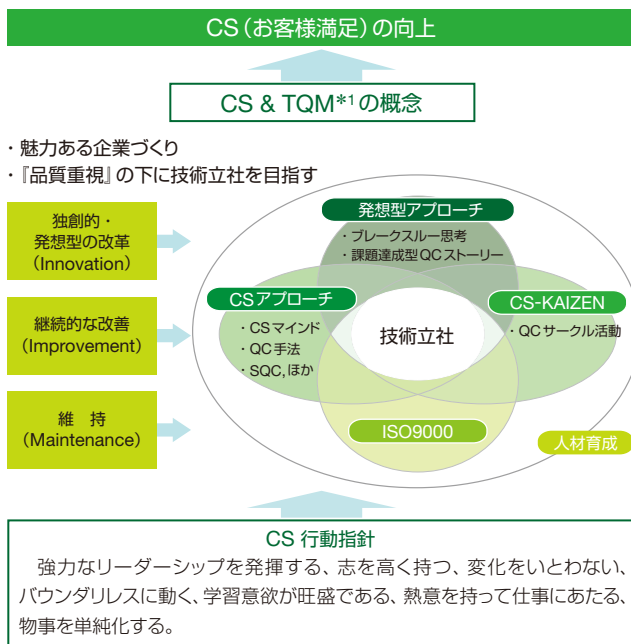 CS（お客様満足）の向上
CS & TQM*1の概念
・魅力ある企業づくり
・『品質重視』の下に技術立社を目指す
独創的・
発想型の改革
（Innovation）
継続的な改善
（Improvement）
維　持
（Maintenance）
発想型アプローチ
・ブレークスルー思考
・課題達成型QCストーリー
CSアプローチ
・CSマインド
・QC手法
・SQC，ほか
技術立社
CS-KAIZEN
・QCサークル活動
ISO9000
人材育成
CS 行動指針
強力なリーダーシップを発揮する、志を高く持つ、変化をいとわない、
バウンダリレスに動く、学習意欲が旺盛である、熱意を持って仕事にあたる、
物事を単純化する。